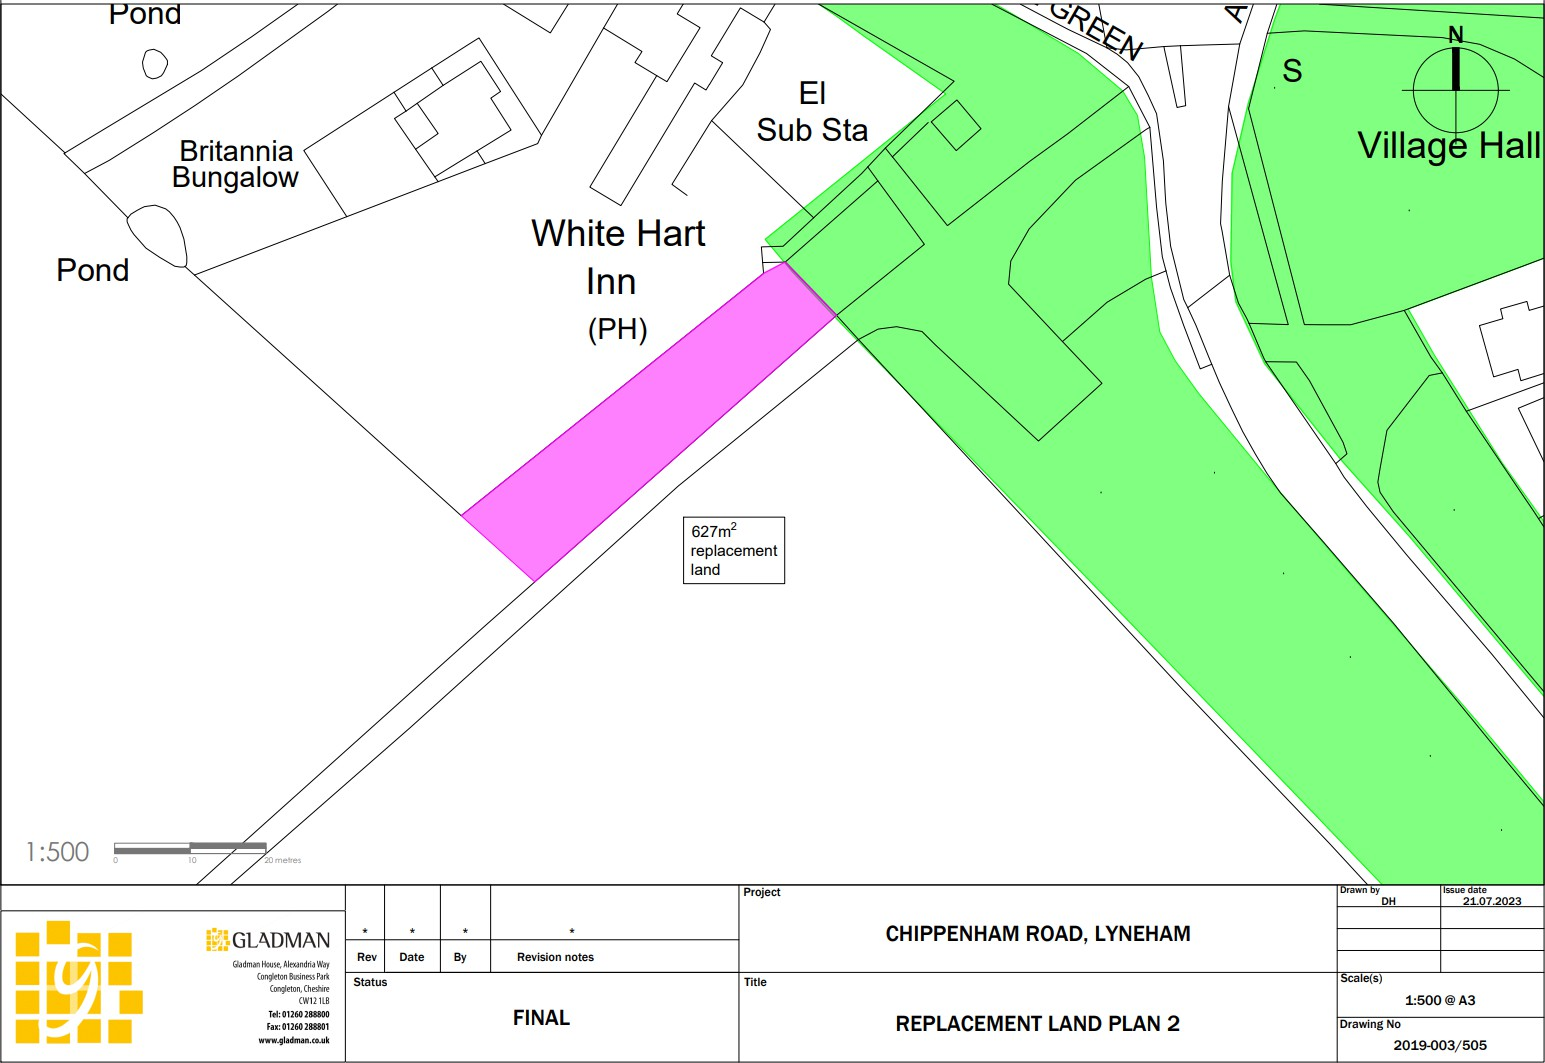 Pond
GREEN
A
N
S
El
Sub Sta
Village Hall
Britannia
Bungalow
White Hart
Inn
(PH)
Pond
627m²
replacement
land
1:500
0 10 20 metres
GLADMAN
Gladman House, Alexandria Way
Congleton Business Park
Congleton, Cheshire
CW12 1LB
Tel: 01260 288800
Fax: 01260 288801
www.gladman.co.uk
* * * *
Rev Date By Revision notes
Status
FINAL
Project
CHIPPENHAM ROAD, LYNEHAM
Title
REPLACEMENT LAND PLAN 2
Drawn by Issue date
DH 21.07.2023
Scale(s)
1:500 @ A3
Drawing No
2019-003/505